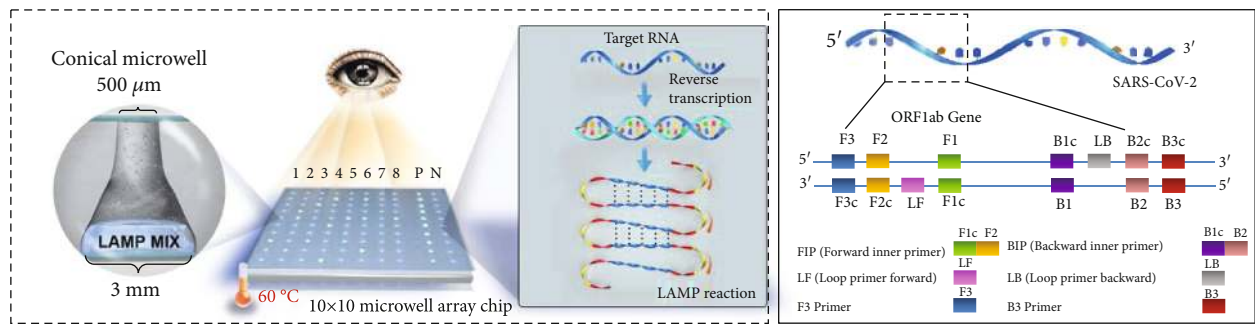 Conical microwell
500 μm
LAMP MIX
3 mm
1 2 3 4 5 6 7 8 P N
60 °C
10×10 microwell array chip
Target RNA
Reverse
transcription
LAMP reaction
5′ 3′
SARS-CoV-2
ORF1ab Gene
F3 F2 F1 B1c LB B2c B3c
5′ 3′
3′ 5′
F3c F2c LF F1c B1 B2 B3
F1c F2
FIP (Forward inner primer)
LF
LF (Loop primer forward)
F3
F3 Primer
B1c B2
BIP (Backward inner primer)
LB
LB (Loop primer backward)
B3
B3 Primer